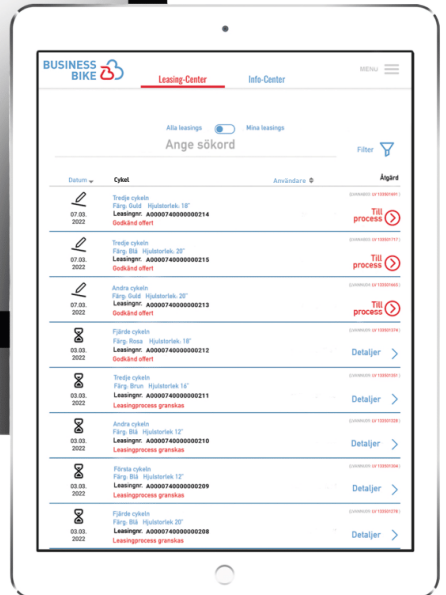 BUSINESS
BIKE
Leasing-Center
Info-Center
MENU
Alla leasings
Mina leasings
Ange sökord
Filter
Datum
Cykel
Användare
Åtgärd
Tredje cykeln
Färg: Guld Hjulstorlek: 18"
07.03.
2022
Leasingnr. A0000740000000214
Godkänd offert
Till
process
Tredje cykeln
Färg: Blå Hjulstorlek: 20"
07.03.
2022
Leasingnr. A0000740000000215
Godkänd offert
Till
process
Andra cykeln
Färg: Guld Hjulstorlek. 20"
07.03.
2022
Leasingnr. A0000740000000213
Godkänd offert
Till
process
Fjärde cykeln
Färg: Rosa Hjulstorlek: 18"
03.03.
2022
Leasingnr. A0000740000000212
Godkänd offert
Detaljer
Tredje cykeln
Färg: Brun Hjulstorlek 16"
03.03.
2022
Leasingnr. A0000740000000211
Leasingprocess granskas
Detaljer
Andra cykeln
Färg: Blå Hjulstorlek 12"
03.03.
2022
Leasingnr. A0000740000000210
Leasingprocess granskas
Detaljer
Första cykeln
Färg: Blå Hjulstorlek 12"
03.03.
2022
Leasingnr. A0000740000000209
Leasingprocess granskas
Detaljer
Fjärde cykeln
Färg: Blå Hjulstorlek 20"
03.03.
2022
Leasingnr. A0000740000000208
Leasingprocess granskas
Detaljer